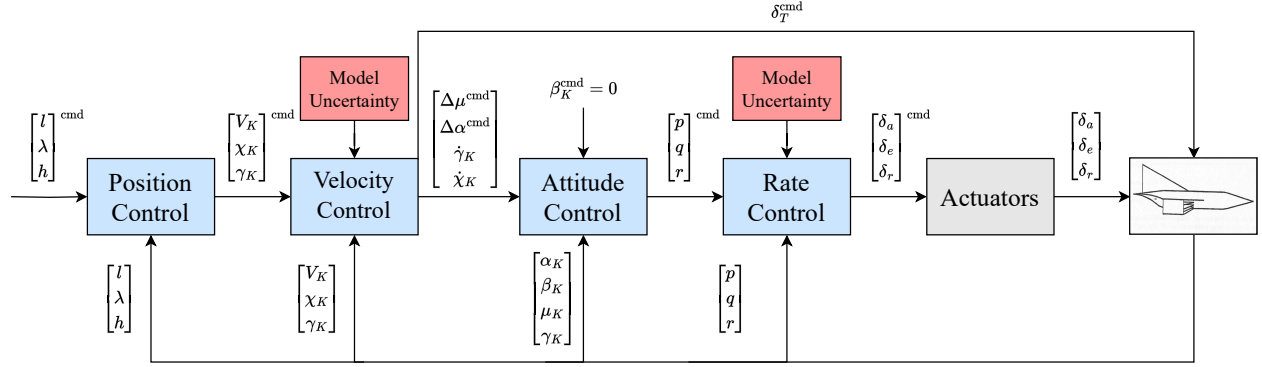 δ_T^cmd
Model
Uncertainty
Model
Uncertainty
β_K^cmd = 0
[l λ h]^cmd
[V_K χ_K γ_K]^cmd
[Δμ^cmd Δα^cmd γ̇_K χ̇_K]
[p q r]^cmd
[δ_a δ_e δ_r]^cmd
[δ_a δ_e δ_r]
Position
Control
Velocity
Control
Attitude
Control
Rate
Control
Actuators
[l λ h]
[V_K χ_K γ_K]
[α_K β_K μ_K γ_K]
[p q r]